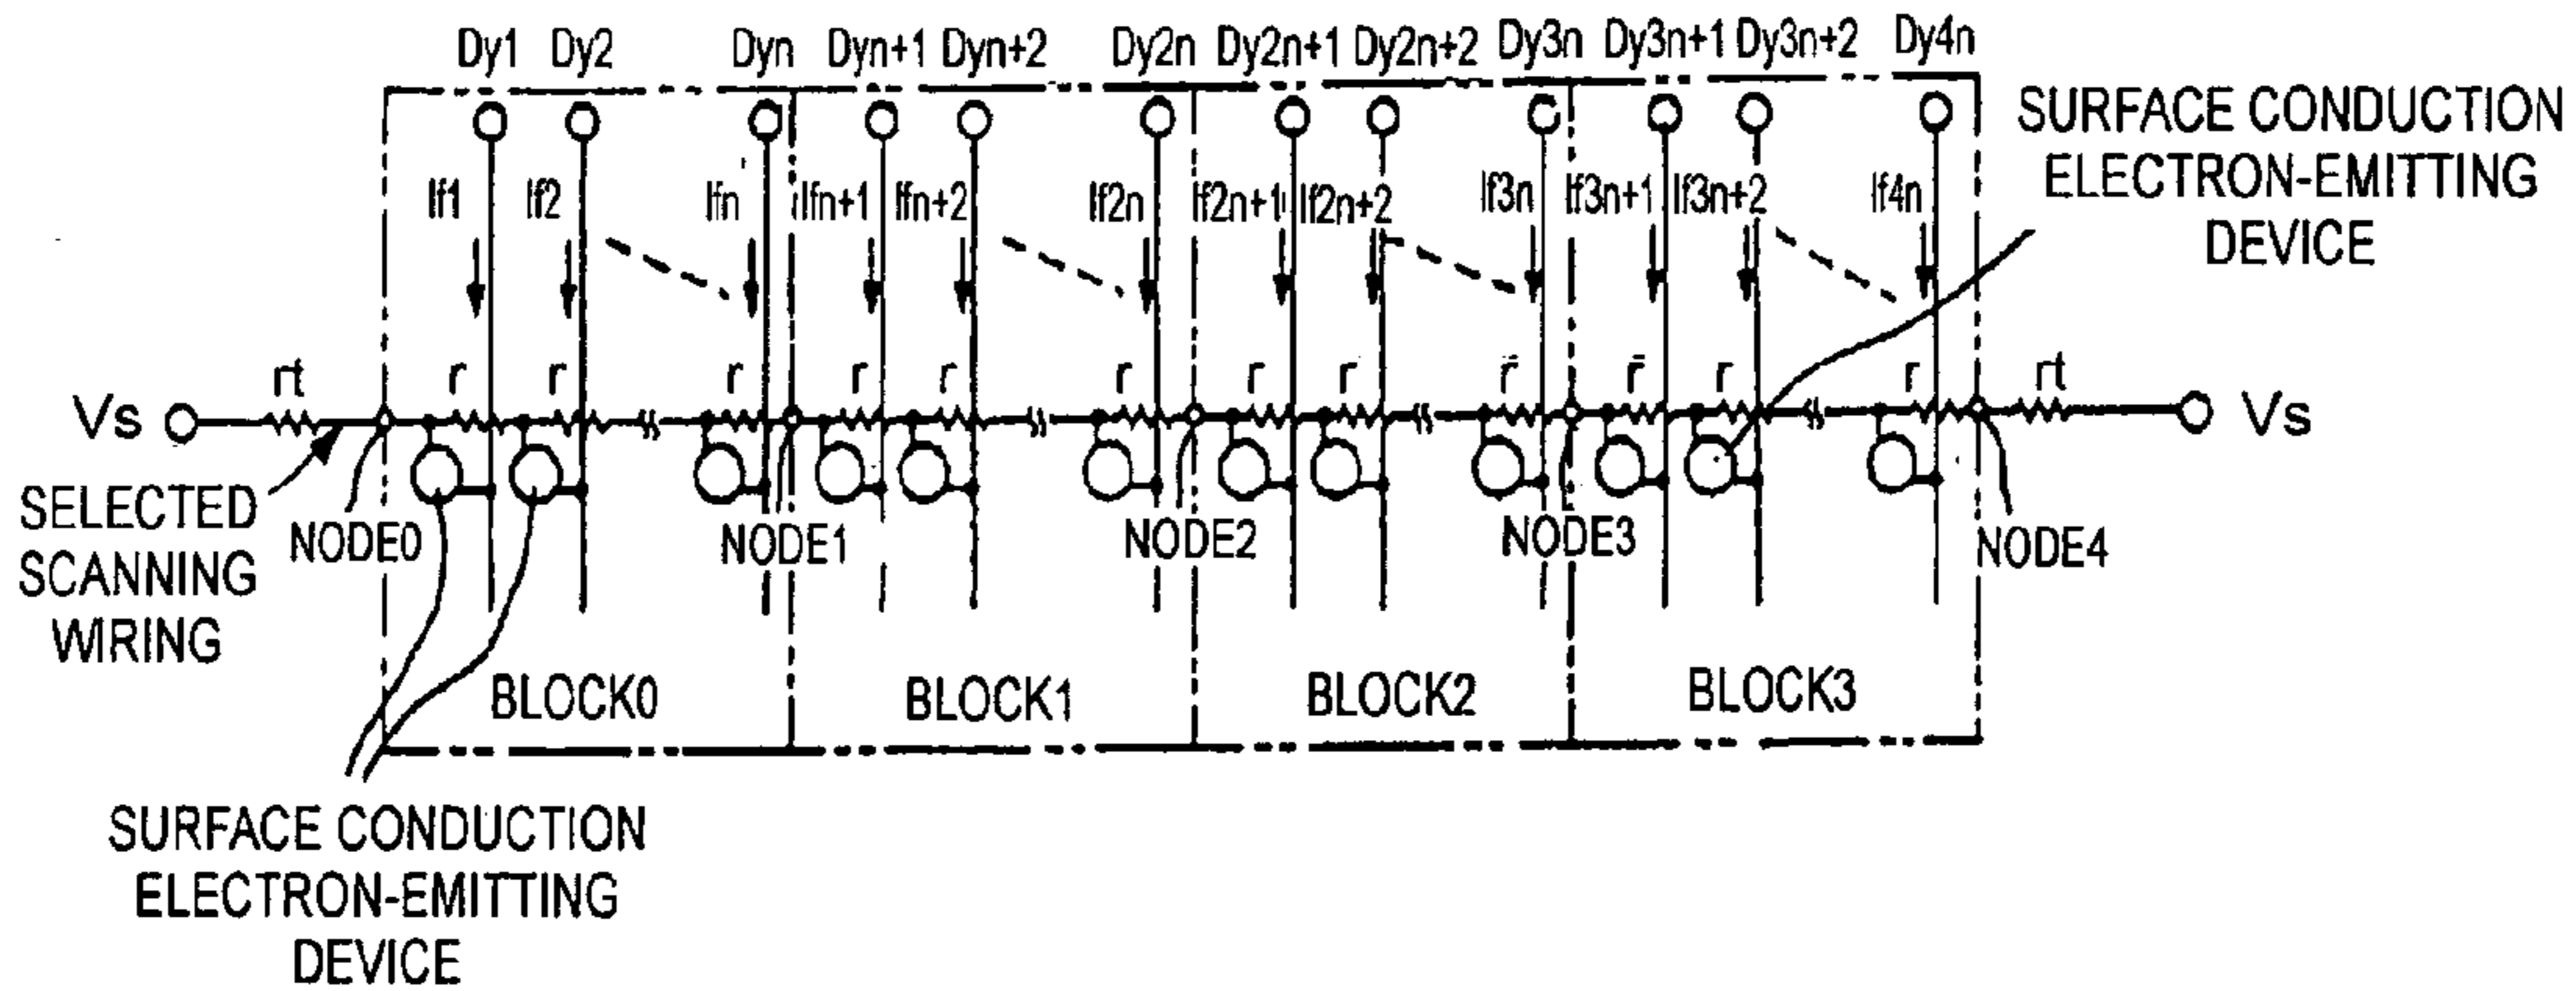 Dy1 Dy2 Dyn Dyn+1 Dyn+2 Dy2n Dy2n+1 Dy2n+2 Dy3n Dy3n+1 Dy3n+2 Dy4n
If1 If2 Ifn Ifn+1 Ifn+2 If2n If2n+1 If2n+2 If3n If3n+1 If3n+2 If4n
SURFACE CONDUCTION
ELECTRON-EMITTING
DEVICE
Vs rt r r r r r r r r r r r r rt Vs
SELECTED
SCANNING
WIRING
NODE0 NODE1 NODE2 NODE3 NODE4
BLOCK0 BLOCK1 BLOCK2 BLOCK3
SURFACE CONDUCTION
ELECTRON-EMITTING
DEVICE